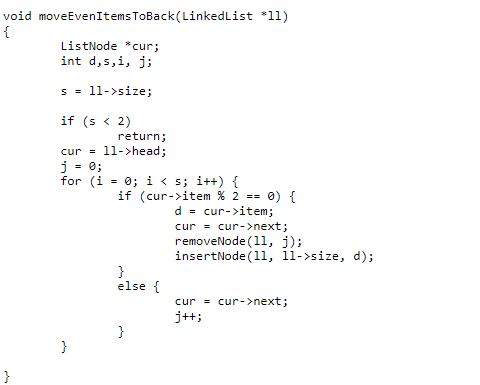 void moveEvenItemsToBack(LinkedList *ll)
{
        ListNode *cur;
        int d,s,i, j;

        s = ll->size;

        if (s < 2)
                return;
        cur = ll->head;
        j = 0;
        for (i = 0; i < s; i++) {
                if (cur->item % 2 == 0) {
                        d = cur->item;
                        cur = cur->next;
                        removeNode(ll, j);
                        insertNode(ll, ll->size, d);
                }
                else {
                        cur = cur->next;
                        j++;
                }
        }

}